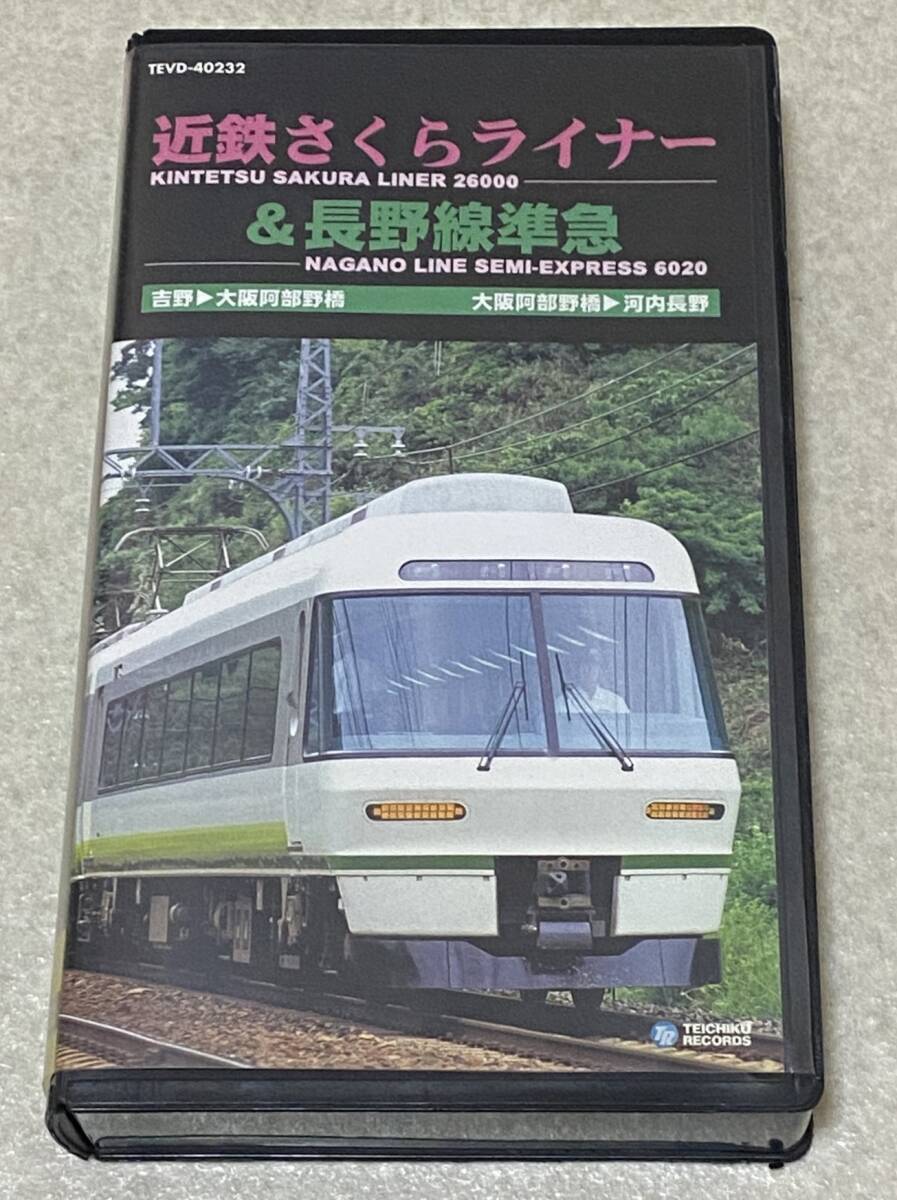 TEVD-40232
近鉄さくらライナー
KINTETSU SAKURA LINER 26000
&長野線準急
NAGANO LINE SEMI-EXPRESS 6020
吉野▶大阪阿部野橋 大阪阿部野橋▶河内長野
TR TEICHIKU RECORDS